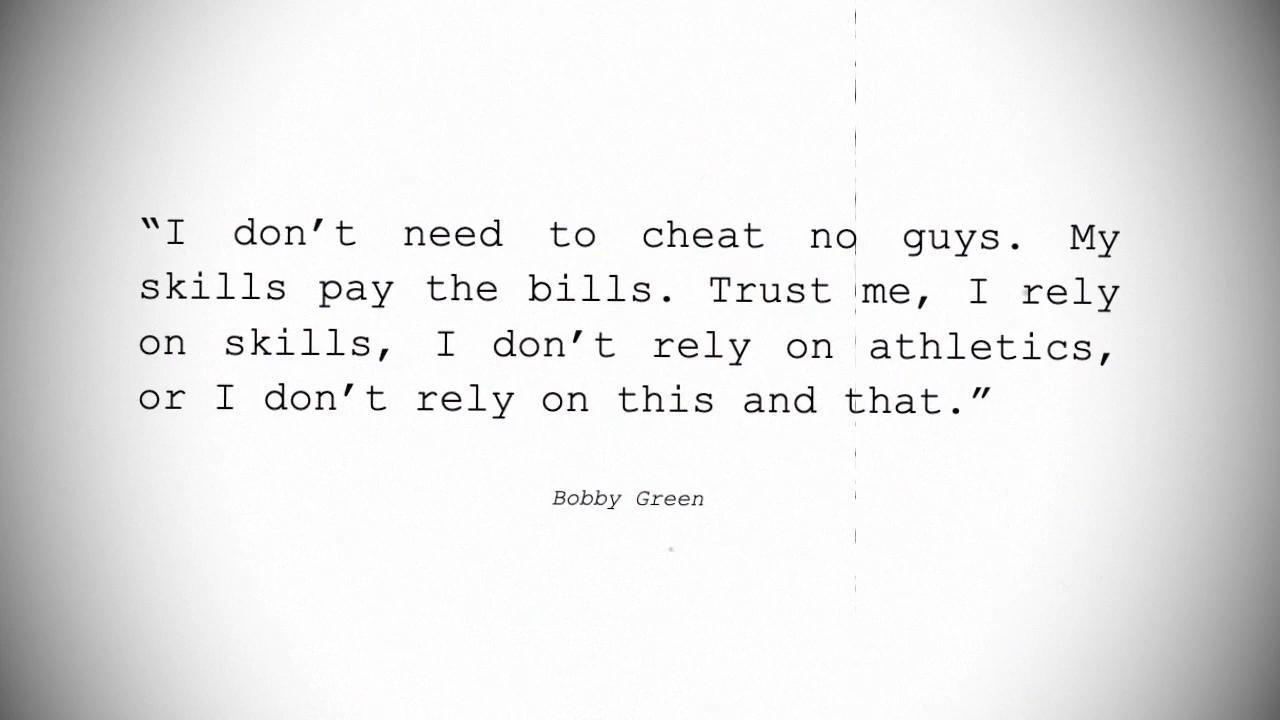 “I don’t need to cheat no guys. My
skills pay the bills. Trust me, I rely
on skills, I don’t rely on athletics,
or I don’t rely on this and that.”
Bobby Green